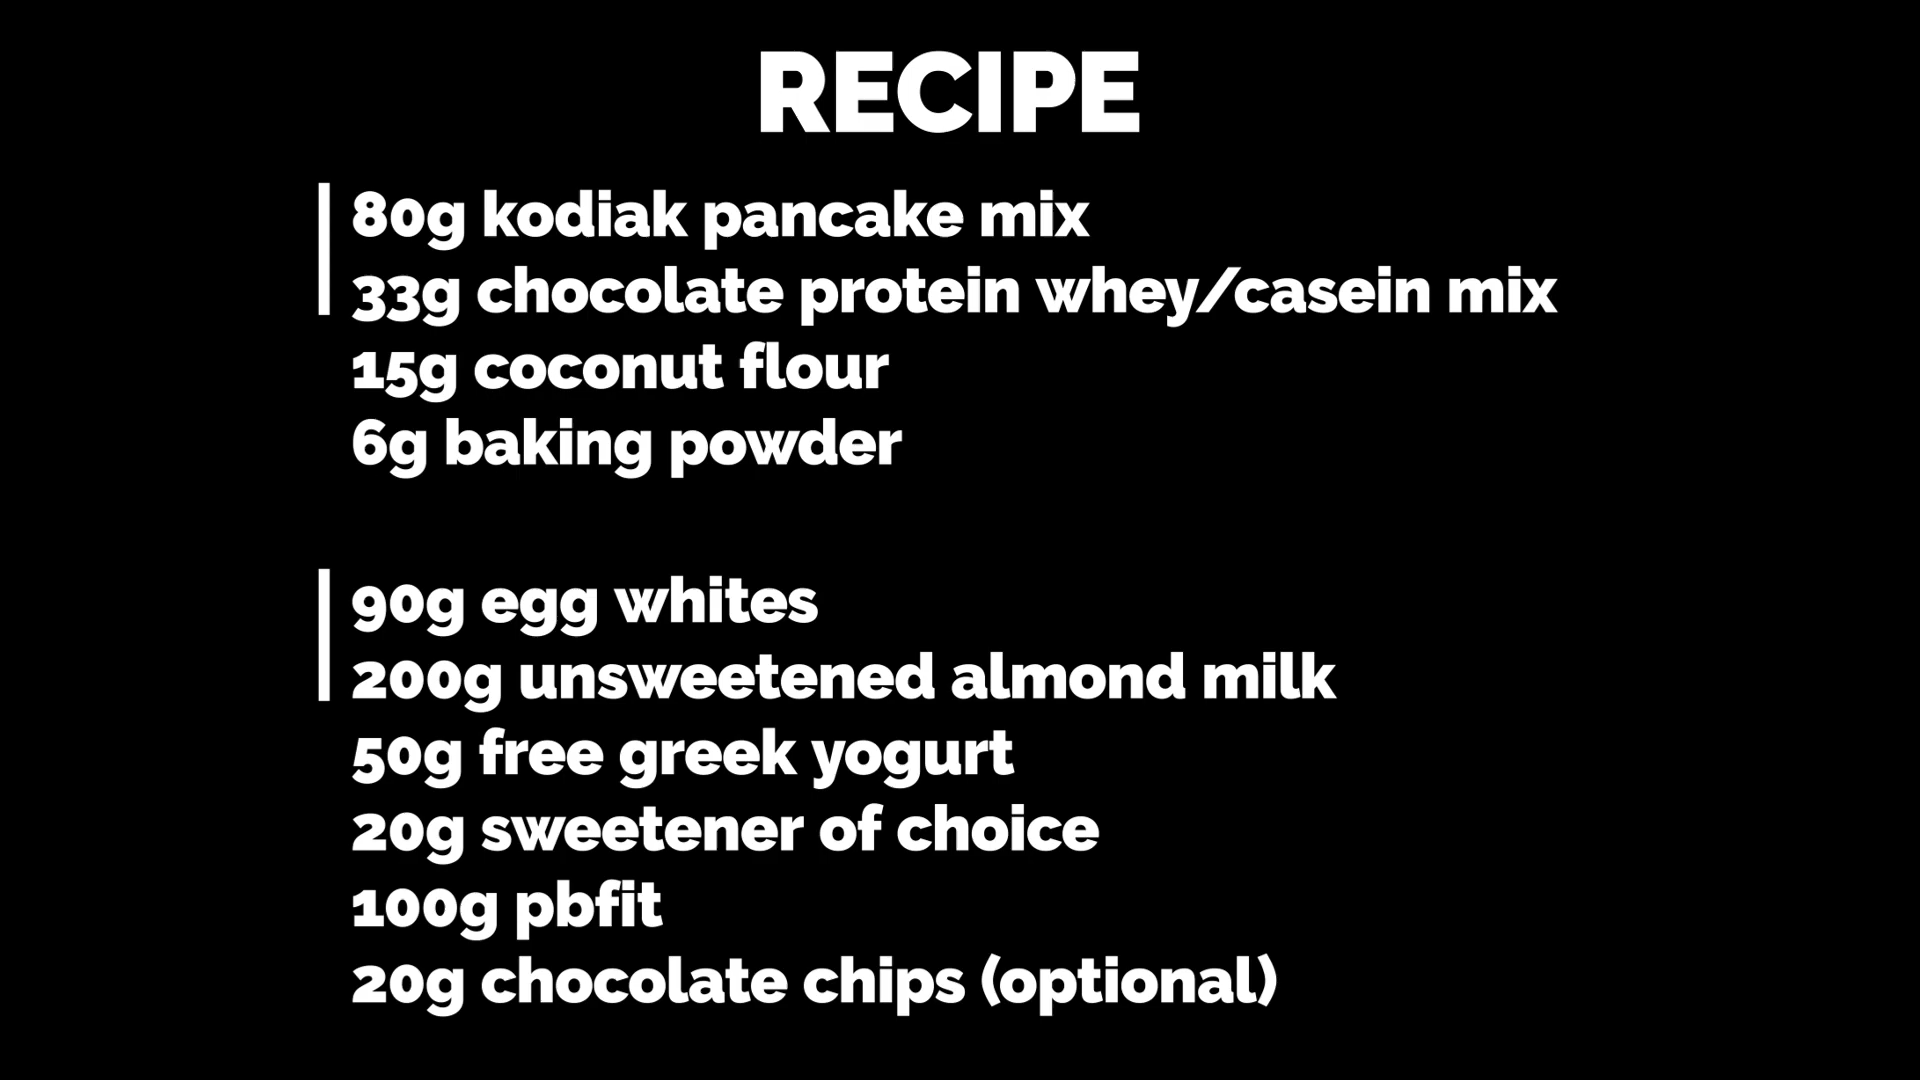 RECIPE
80g kodiak pancake mix
33g chocolate protein whey/casein mix
15g coconut flour
6g baking powder
90g egg whites
200g unsweetened almond milk
50g free greek yogurt
20g sweetener of choice
100g pbfit
20g chocolate chips (optional)